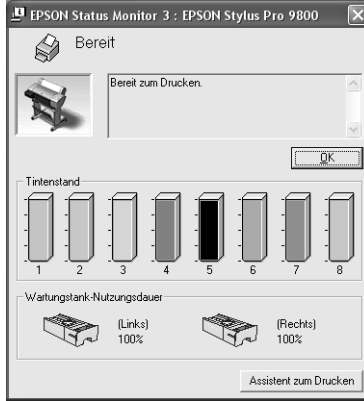 EPSON Status Monitor 3 : EPSON Stylus Pro 9800
Bereit
Bereit zum Drucken.
OK
Tintenstand
1 2 3 4 5 6 7 8
Wartungstank-Nutzungsdauer
(Links) (Rechts)
100% 100%
Assistent zum Drucken